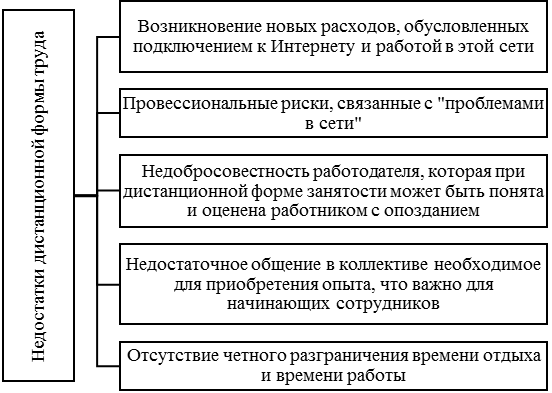 Недостатки дистанционной формы труда
Возникновение новых расходов, обусловленных
подключением к Интернету и работой в этой сети
Провессиональные риски, связанные с "проблемами
в сети"
Недобросовестность работодателя, которая при
дистанционной форме занятости может быть понята
и оценена работником с опозданием
Недостаточное общение в коллективе необходимое
для приобретения опыта, что важно для
начинающих сотрудников
Отсутствие четного разграничения времени отдыха
и времени работы